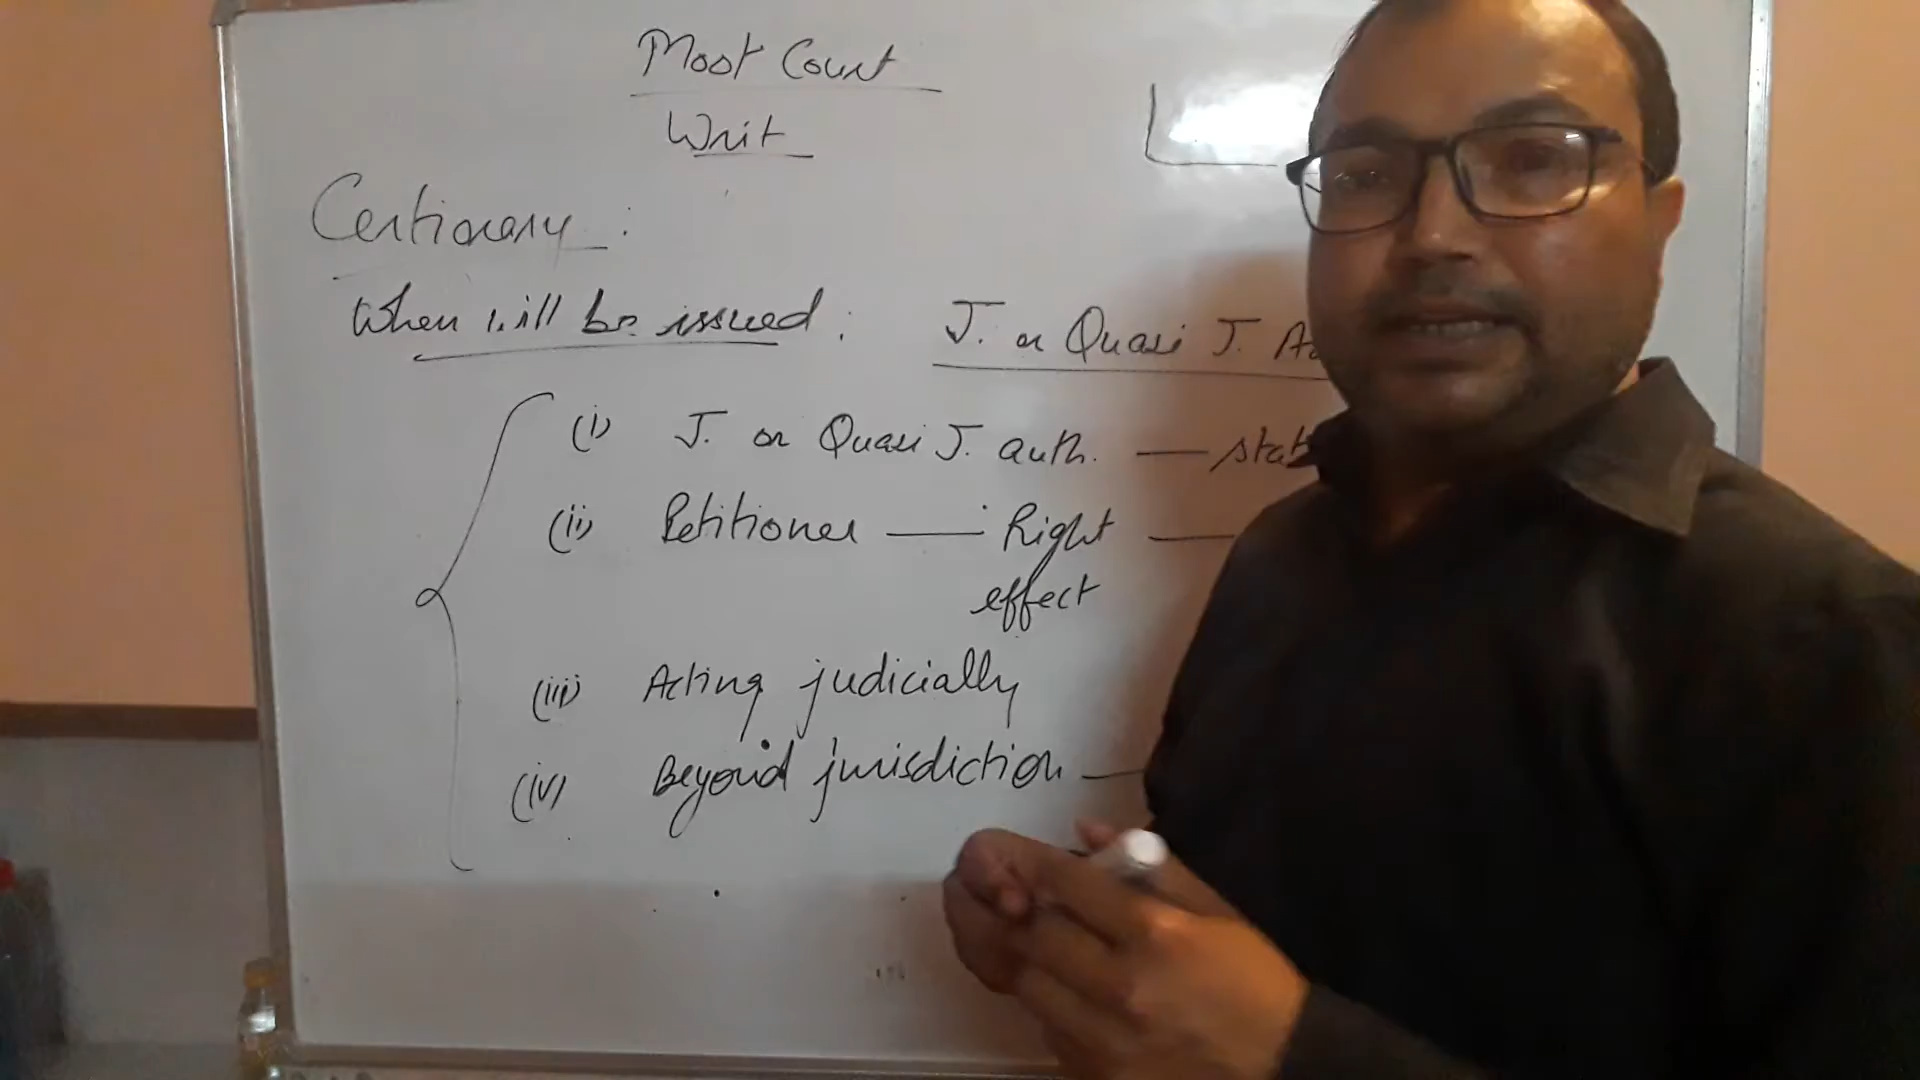 Moot Court
Writ
Certiorary :
When will be issued : J. or Quasi J.
(i) J. or Quasi J. auth. —
(ii) Petitioner — Right —
effect
(iii) Acting judicially
(iv) Beyond jurisdiction —